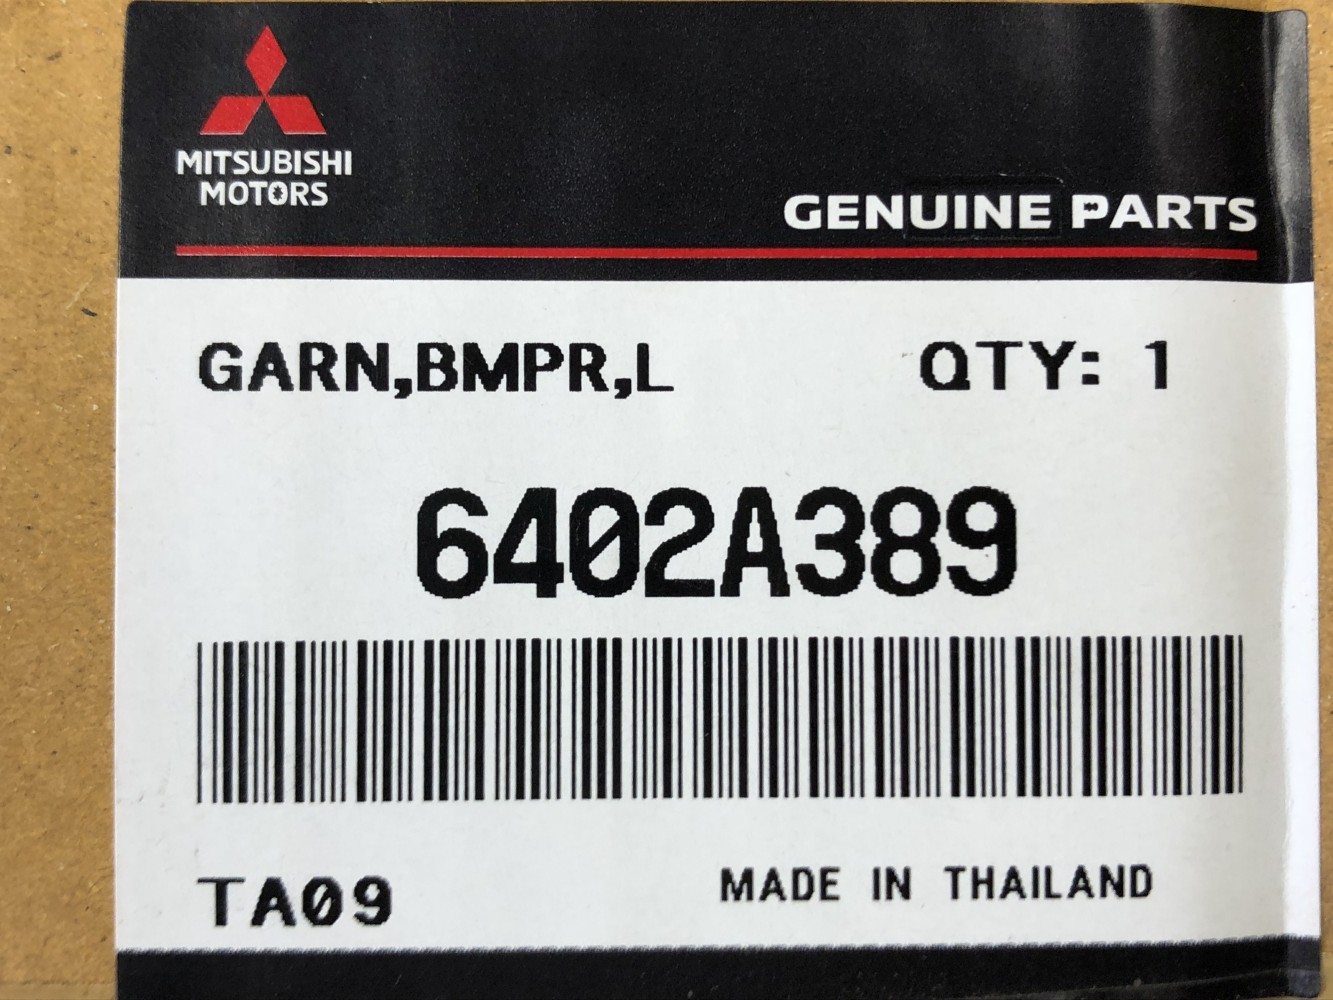 MITSUBISHI
MOTORS
GENUINE PARTS
GARN,BMPR,L QTY: 1
6402A389
TA09 MADE IN THAILAND